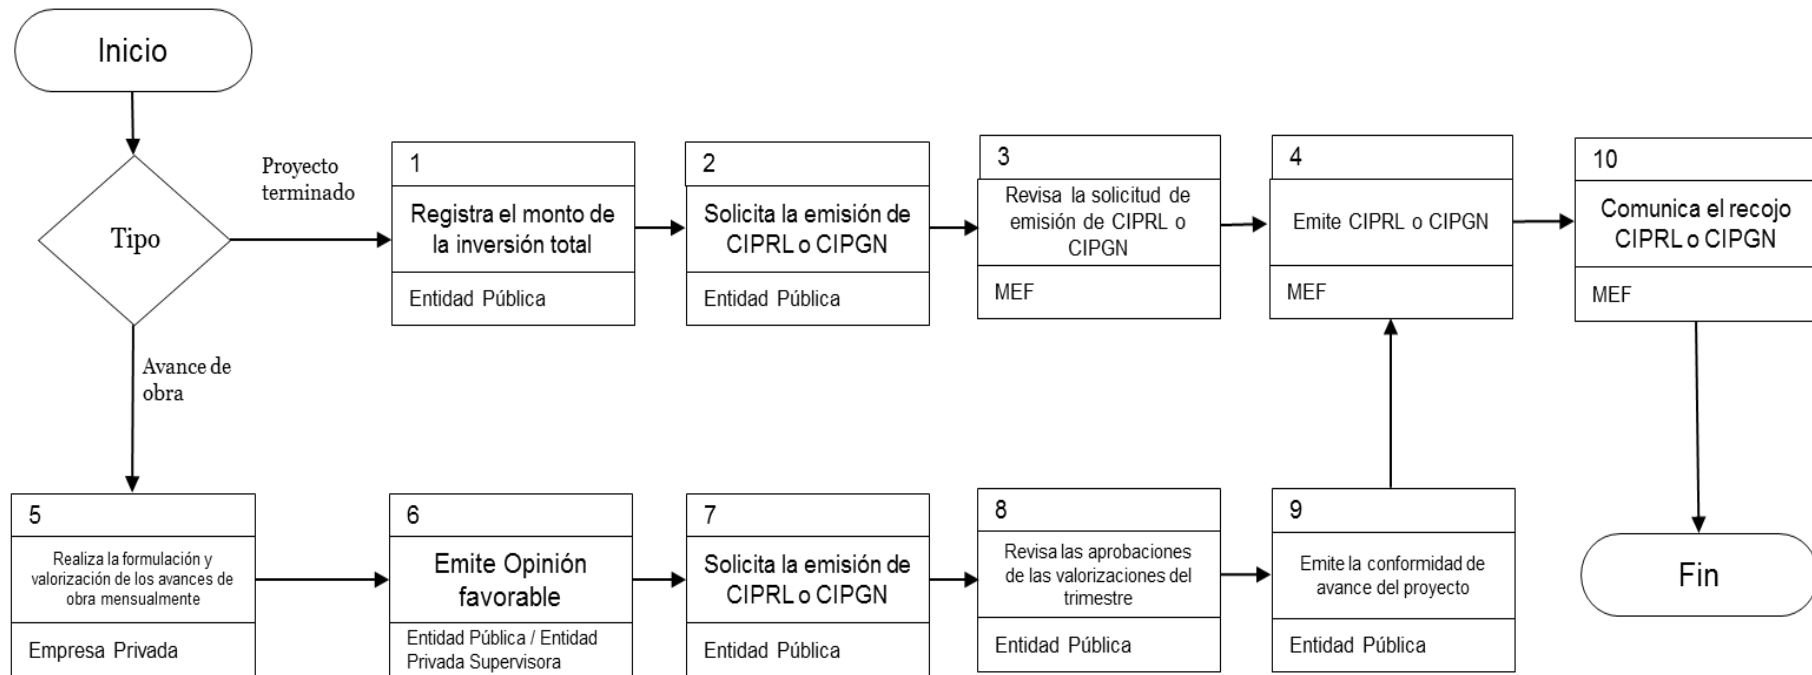 Inicio
Tipo
Proyecto
terminado
1
Registra el monto de
la inversión total
Entidad Pública
2
Solicita la emisión de
CIPRL o CIPGN
Entidad Pública
3
Revisa la solicitud de
emisión de CIPRL o
CIPGN
MEF
4
Emite CIPRL o CIPGN
MEF
10
Comunica el recojo
CIPRL o CIPGN
MEF
Avance de
obra
5
Realiza la formulación y
valorización de los avances de
obra mensualmente
Empresa Privada
6
Emite Opinión
favorable
Entidad Pública / Entidad
Privada Supervisora
7
Solicita la emisión de
CIPRL o CIPGN
Entidad Pública
8
Revisa las aprobaciones
de las valorizaciones del
trimestre
Entidad Pública
9
Emite la conformidad de
avance del proyecto
Entidad Pública
Fin